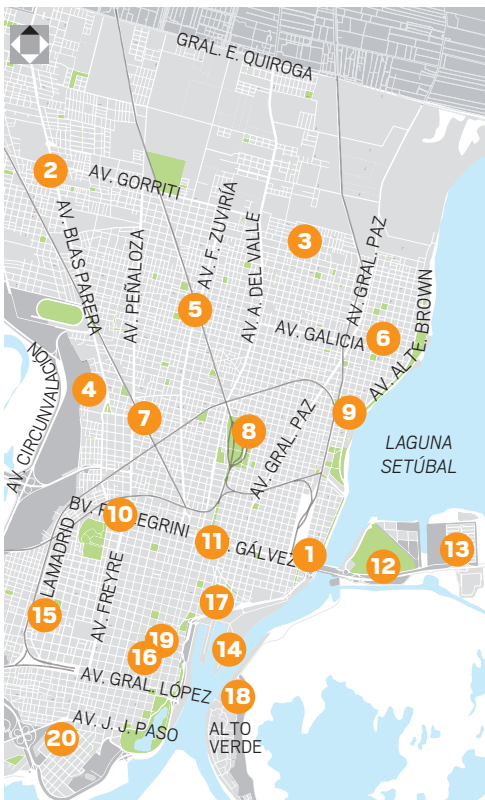 GRAL. E. QUIROGA
2
AV. GORRITI
3
AV. BLAS PARERA
AV. PEÑALOZA
AV. F. ZUVIRÍA
AV. A. DEL VALLE
AV. GRAL. PAZ
5
AV. GALICIA
6
AV. ALTE. BROWN
AV. CIRCUNVALACIÓN
4
7
8
9
AV. GRAL. PAZ
LAGUNA
SETÚBAL
10
BV. P
LEGRINI
11
. GÁLVEZ
1
12
13
LAMADRID
AV. FREYRE
15
17
19
16
14
AV. GRAL. LÓPEZ
18
AV. J. J. PASO
ALTO
VERDE
20